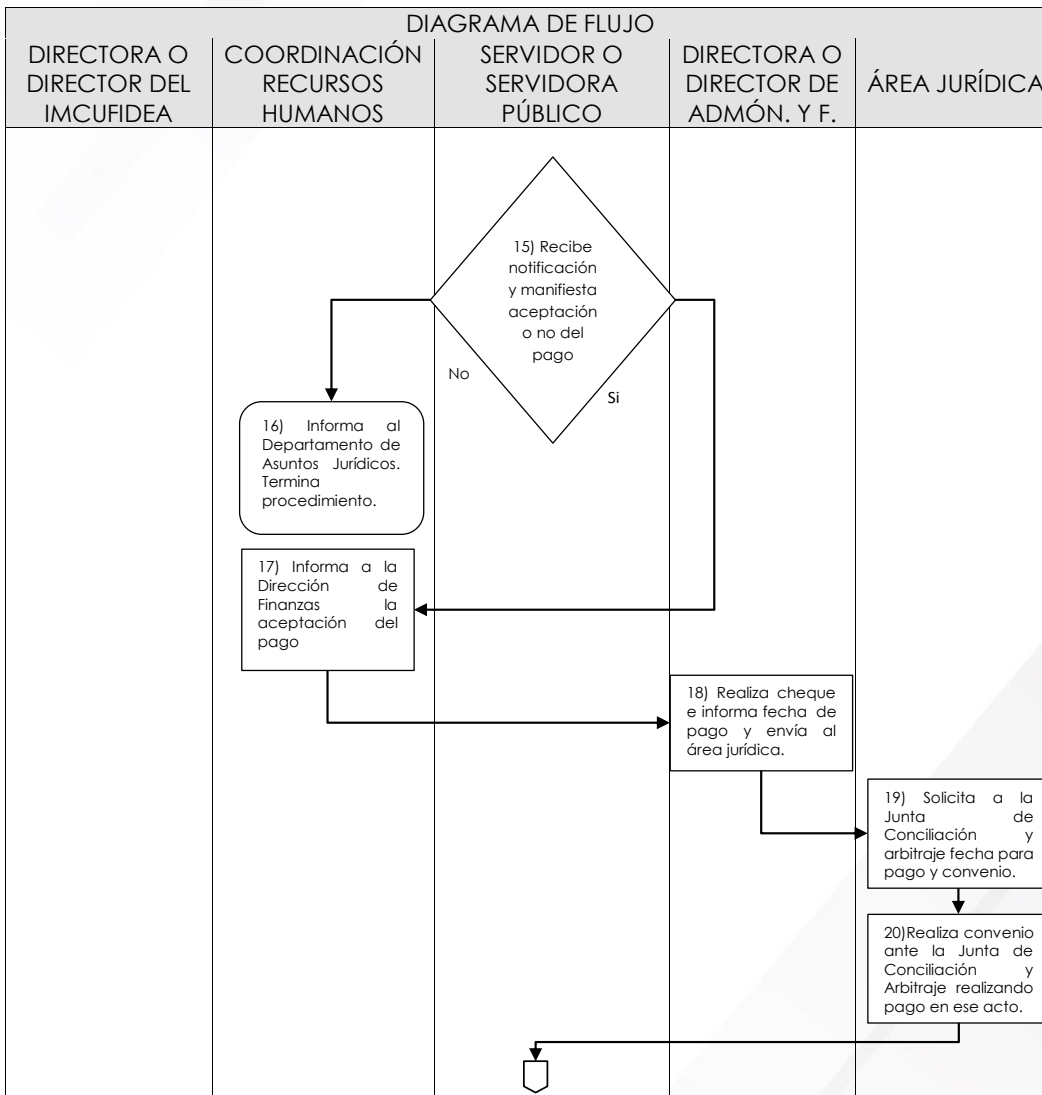 DIAGRAMA DE FLUJO
DIRECTORA O
DIRECTOR DEL
IMCUFIDEA
COORDINACIÓN
RECURSOS
HUMANOS
SERVIDOR O
SERVIDORA
PÚBLICO
DIRECTORA O
DIRECTOR DE
ADMÓN. Y F.
ÁREA JURÍDICA
15) Recibe
notificación
y manifiesta
aceptación
o no del
pago
No
Si
16) Informa al
Departamento de
Asuntos Jurídicos.
Termina
procedimiento.
17) Informa a la
Dirección de
Finanzas la
aceptación del
pago
18) Realiza cheque
e informa fecha de
pago y envía al
área jurídica.
19) Solicita a la
Junta de
Conciliación y
arbitraje fecha para
pago y convenio.
20)Realiza convenio
ante la Junta de
Conciliación y
Arbitraje realizando
pago en ese acto.